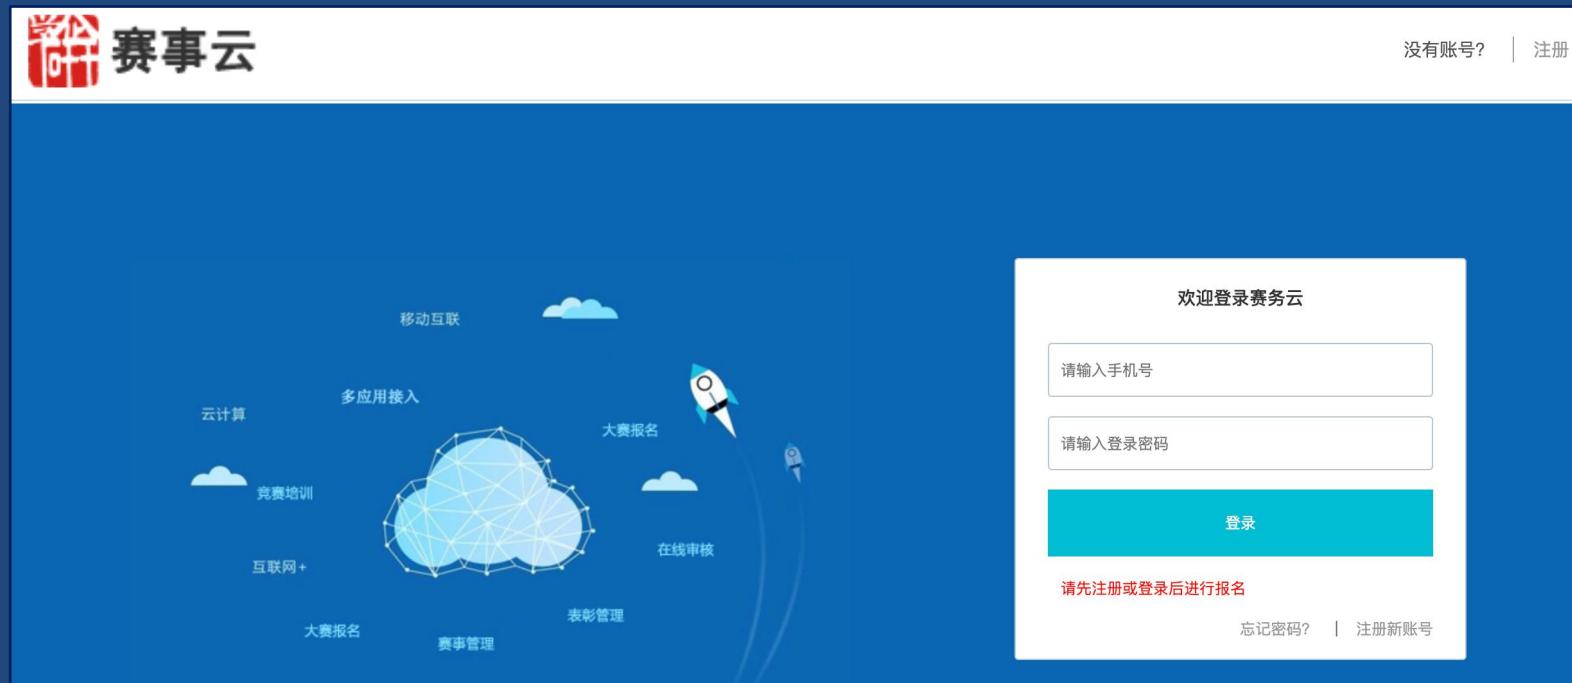 赛事云
没有账号? | 注册
移动互联
多应用接入
云计算
大赛报名
竞赛培训
在线审核
互联网+
表彰管理
大赛报名
赛事管理
欢迎登录赛务云
请输入手机号
请输入登录密码
登录
请先注册或登录后进行报名
忘记密码? | 注册新账号